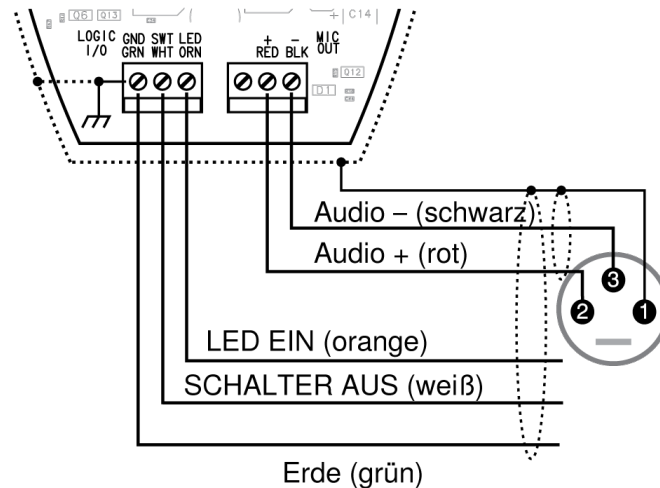 Q6 Q13
C14
LOGIC GND SWT LED
I/O GRN WHT ORN
+ − MIC
RED BLK OUT
Q12
D1
Audio – (schwarz)
Audio + (rot)
3
2 1
LED EIN (orange)
SCHALTER AUS (weiß)
Erde (grün)